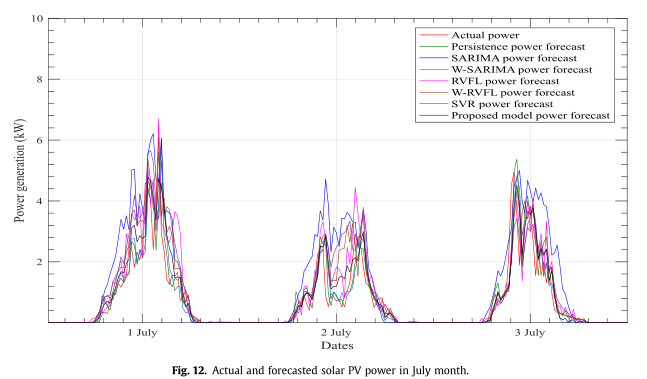 10
8
6
4
2
Power generation (kW)
Actual power
Persistence power forecast
SARIMA power forecast
W-SARIMA power forecast
RVFL power forecast
W-RVFL power forecast
SVR power forecast
Proposed model power forecast
1 July
2 July
3 July
Dates
Fig. 12. Actual and forecasted solar PV power in July month.